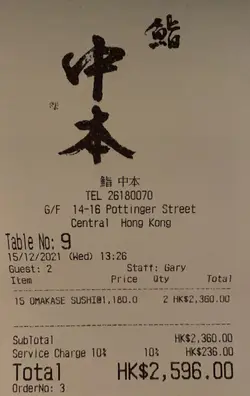 鮨
中
本
鮨 中本
TEL 26180070
G/F 14-16 Pottinger Street
Central Hong Kong
Table No: 9
15/12/2021 (Wed) 13:26
Guest: 2 Staff: Gary
Item Price Qty Total
15 OMAKASE SUSHI@1,180.0 2 HK$2,360.00
SubTotal HK$2,360.00
Service Charge 10% 10% HK$236.00
Total HK$2,596.00
OrderNo: 3